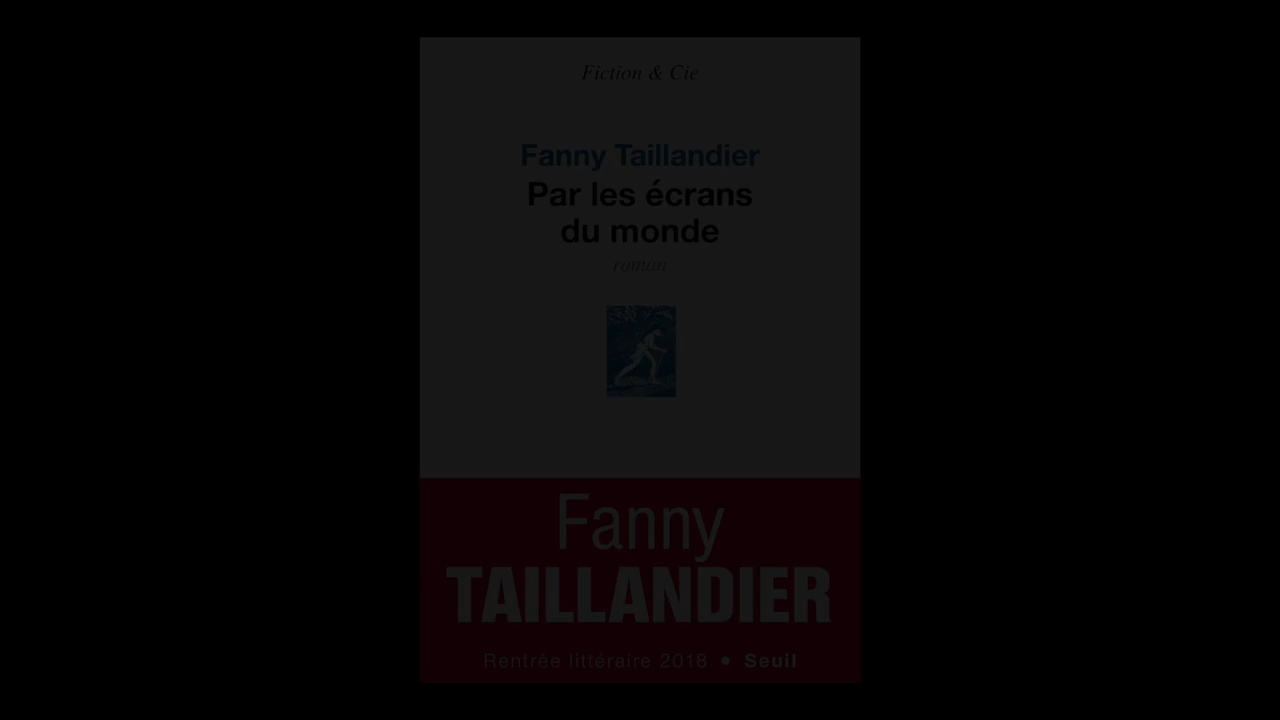 Fiction & Cie
Fanny Taillandier
Par les écrans
du monde
roman
Fanny
TAILLANDIER
Rentrée littéraire 2018 • Seuil